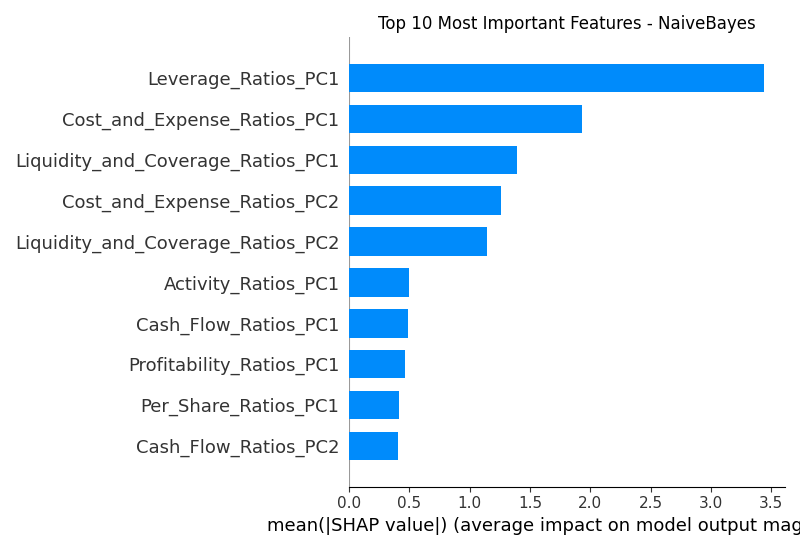 Top 10 Most Important Features - NaiveBayes
Leverage_Ratios_PC1
Cost_and_Expense_Ratios_PC1
Liquidity_and_Coverage_Ratios_PC1
Cost_and_Expense_Ratios_PC2
Liquidity_and_Coverage_Ratios_PC2
Activity_Ratios_PC1
Cash_Flow_Ratios_PC1
Profitability_Ratios_PC1
Per_Share_Ratios_PC1
Cash_Flow_Ratios_PC2
0.0 0.5 1.0 1.5 2.0 2.5 3.0 3.5
mean(|SHAP value|) (average impact on model output mag